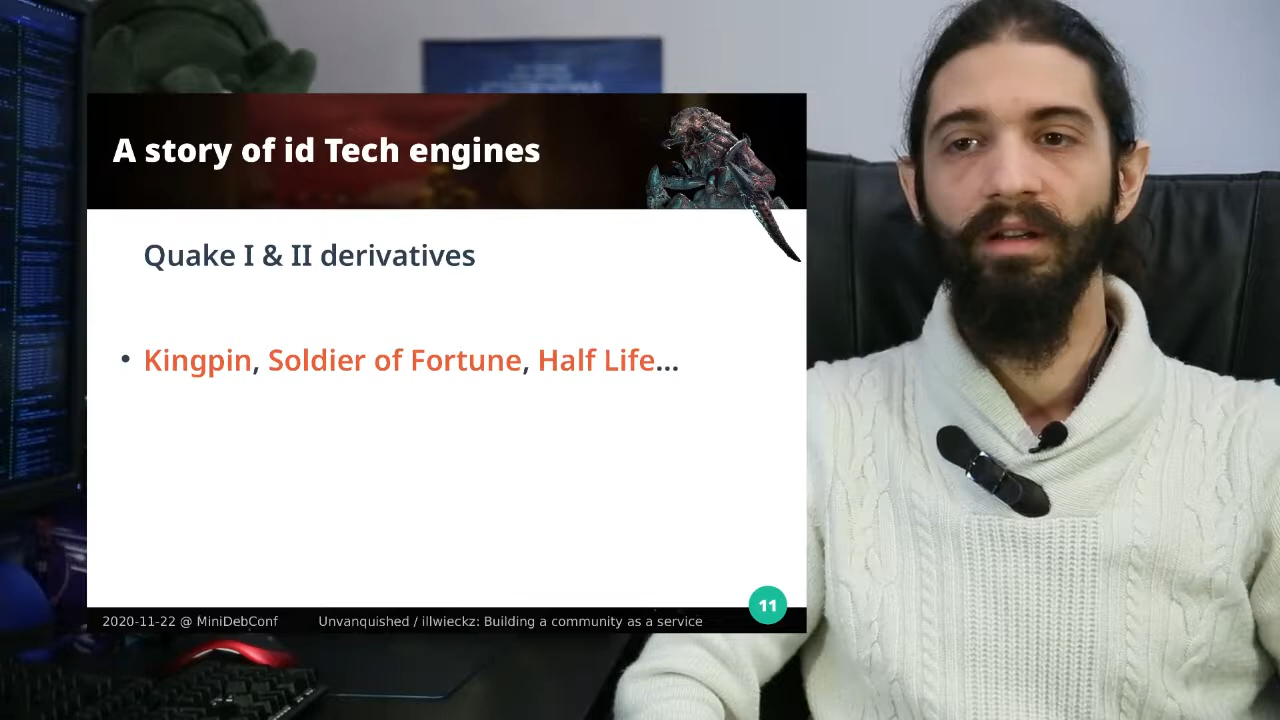 A story of id Tech engines
Quake I & II derivatives
• Kingpin, Soldier of Fortune, Half Life...
11
2020-11-22 @ MiniDebConf Unvanquished / illwieckz: Building a community as a service